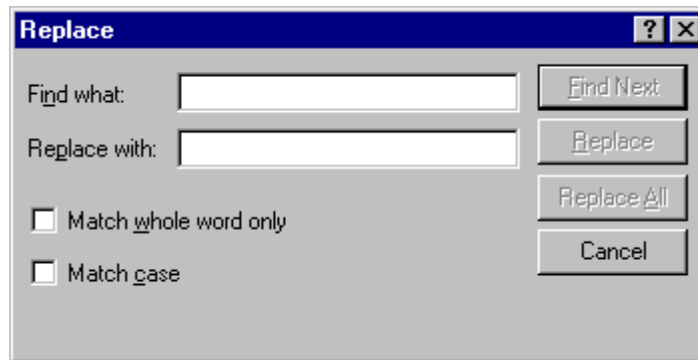 Replace
Find what:
Find Next
Replace with:
Replace
Replace All
Match whole word only
Cancel
Match case